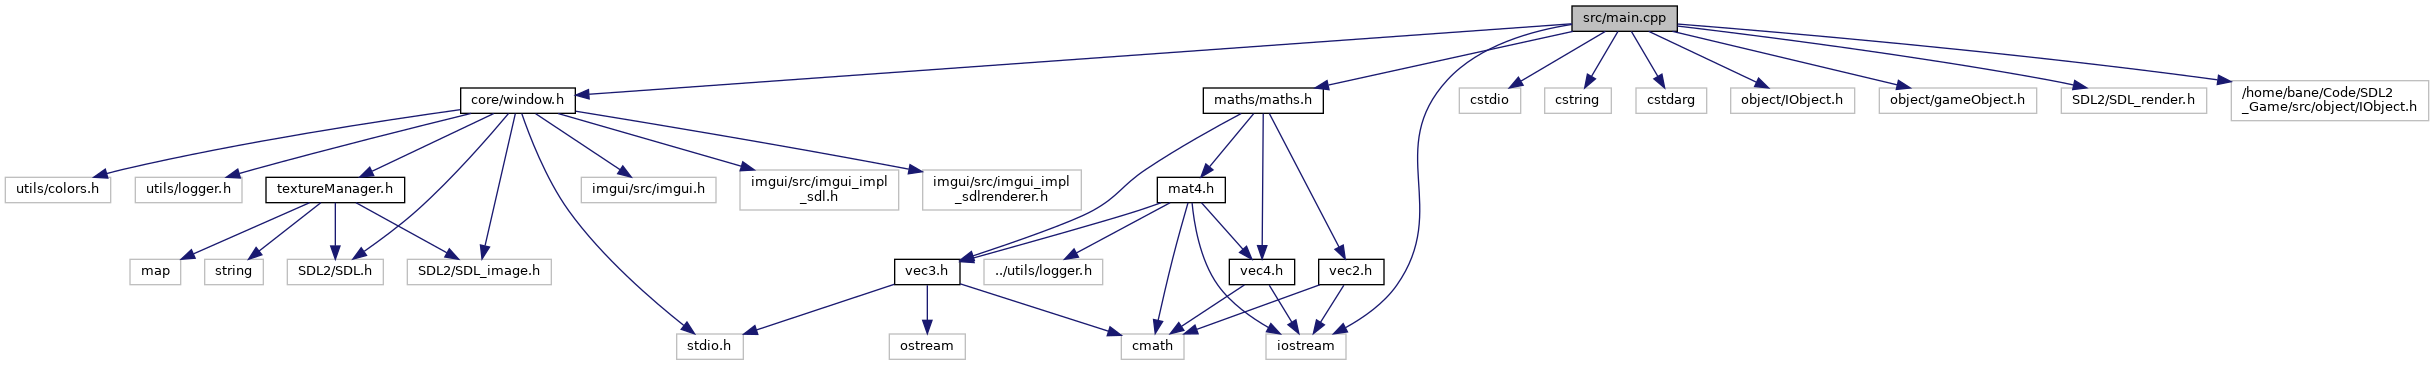 src/main.cpp
core/window.h
maths/maths.h
cstdio
cstring
cstdarg
object/IObject.h
object/gameObject.h
SDL2/SDL_render.h
/home/bane/Code/SDL2
_Game/src/object/IObject.h
utils/colors.h
utils/logger.h
textureManager.h
imgui/src/imgui.h
imgui/src/imgui_impl
_sdl.h
imgui/src/imgui_impl
_sdlrenderer.h
mat4.h
map
string
SDL2/SDL.h
SDL2/SDL_image.h
vec3.h
../utils/logger.h
vec4.h
vec2.h
stdio.h
ostream
cmath
iostream